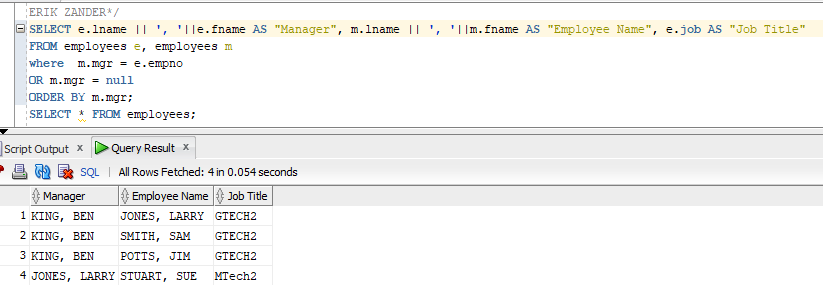 ERIK ZANDER*/
SELECT e.lname || ', '||e.fname AS "Manager", m.lname || ', '||m.fname AS "Employee Name", e.job AS "Job Title"
FROM employees e, employees m
where  m.mgr = e.empno
OR m.mgr = null
ORDER BY m.mgr;
SELECT * FROM employees;
Script Output x Query Result x
SQL | All Rows Fetched: 4 in 0.054 seconds
Manager Employee Name Job Title
1 KING, BEN JONES, LARRY GTECH2
2 KING, BEN SMITH, SAM GTECH2
3 KING, BEN POTTS, JIM GTECH2
4 JONES, LARRY STUART, SUE MTech2